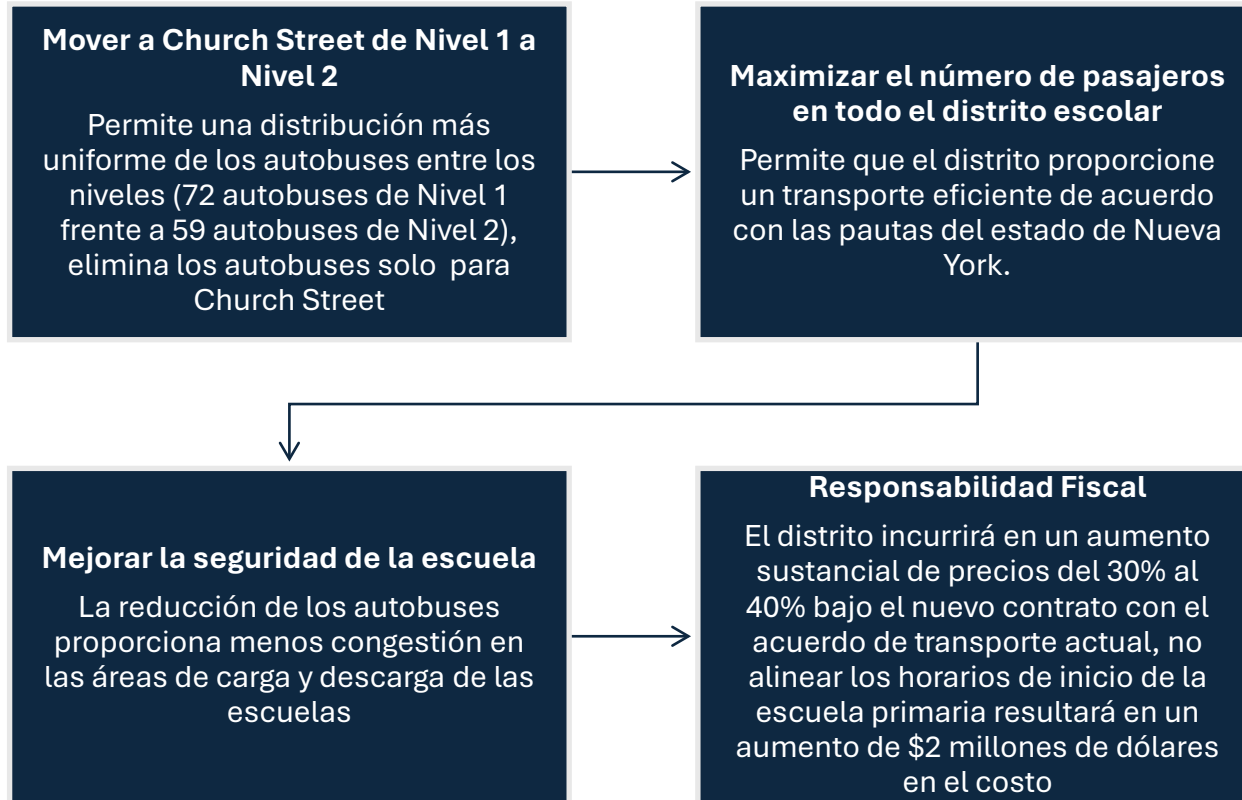 Mover a Church Street de Nivel 1 a
Nivel 2
Permite una distribución más
uniforme de los autobuses entre los
niveles (72 autobuses de Nivel 1
frente a 59 autobuses de Nivel 2),
elimina los autobuses solo  para
Church Street
Maximizar el número de pasajeros
en todo el distrito escolar
Permite que el distrito proporcione
un transporte eficiente de acuerdo
con las pautas del estado de Nueva
York.
Mejorar la seguridad de la escuela
La reducción de los autobuses
proporciona menos congestión en
las áreas de carga y descarga de las
escuelas
Responsabilidad Fiscal
El distrito incurrirá en un aumento
sustancial de precios del 30% al
40% bajo el nuevo contrato con el
acuerdo de transporte actual, no
alinear los horarios de inicio de la
escuela primaria resultará en un
aumento de $2 millones de dólares
en el costo